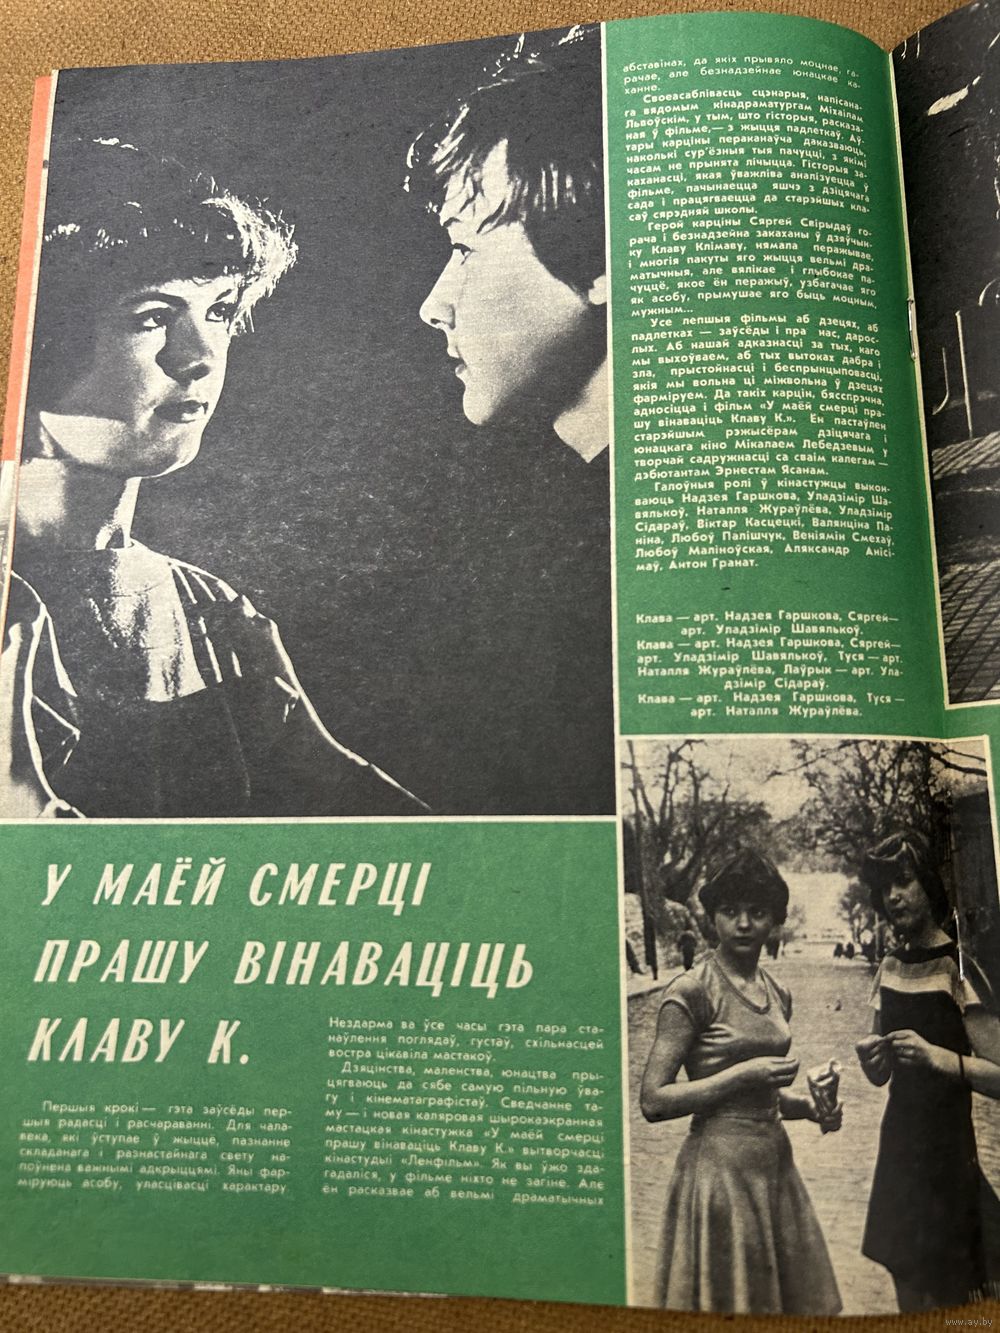 У МАЁЙ СМЕРЦІ
ПРАШУ ВІНАВАЦІЦЬ
КЛАВУ К.
Першыя крокі — гэта заўсёды пер-
шыя радасці і расчараванні. Для чала-
века, які ўступае ў жыццё, пазнанне
складанага і разнастайнага свету на-
поўнена важнымі адкрыццямі. Яны фар-
міруюць асобу, уласцівасці характару.
Нездарма ва ўсе часы гэта пара ста-
наўлення поглядаў, густаў, схільнасцей
востра цікавіла мастакоў.
Дзяцінства, маленства, юнацтва пры-
цягваюць да сябе самую пільную ўва-
гу і кінематаграфістаў. Сведчанне та-
му — і новая каляровая шырокаэкранная
мастацкая кінастужка «У маёй смерці
прашу вінаваціць Клаву К.» вытворчасці
кінастудыі «Ленфільм». Як вы ўжо зда-
гадаліся, у фільме ніхто не загіне. Але
ён расказвае аб вельмі драматычных
абставінах, да якіх прывяло моцнае, га-
рачае, але безнадзейнае юнацкае ка-
ханне.
Своеасаблівасць сцэнарыя, напісана-
га вядомым кінадраматургам Міхаілам
Львоўскім, у тым, што гісторыя, расказа-
ная ў фільме,— з жыцця падлеткаў. Аў-
тары карціны пераканаўча даказваюць,
наколькі сур'ёзныя тыя пачуцці, з якімі
часам не прынята лічыцца. Гісторыя за-
каханасці, якая ўважліва аналізуецца ў
фільме, пачынаецца яшчэ з дзіцячага
сада і працягваецца да старэйшых кла-
саў сярэдняй школы.
Герой карціны Сяргей Свірыдаў го-
рача і безнадзейна закаханы ў дзяўчын-
ку Клаву Клімаву, нямала перажывае,
і многія пакуты яго жыцця вельмі дра-
матычныя, але вялікае і глыбокае па-
чуццё, якое ён перажыў, узбагачае яго
як асобу, прымушае яго быць моцным,
мужным...
Усе лепшыя фільмы аб дзецях, аб
падлетках — заўсёды і пра нас, дарос-
лых. Аб нашай адказнасці за тых, каго
мы выхоўваем, аб тых вытоках дабра і
зла, прыстойнасці і беспрынцыповасці,
якія мы вольна ці міжвольна ў дзецях
фарміруем. Да такіх карцін, бясспрэчна,
адносіцца і фільм «У маёй смерці пра-
шу вінаваціць Клаву К.». Ён пастаўлен
старэйшым рэжысёрам дзіцячага і
юнацкага кіно Мікалаем Лебедзевым у
творчай садружнасці са сваім калегам —
дэбютантам Эрнестам Ясанам.
Галоўныя ролі ў кінастужцы выкон-
ваюць Надзея Гаршкова, Уладзімір Ша-
вялькоў, Наталля Жураўлёва, Уладзімір
Сідараў, Віктар Касцецкі, Валянціна Па-
ніна, Любоў Палішчук, Веніямін Смехаў,
Любоў Маліноўская, Аляксандр Анісі-
маў, Антон Гранат.
Клава — арт. Надзея Гаршкова, Сяргей—
арт. Уладзімір Шавялькоў.
Клава — арт. Надзея Гаршкова, Сяргей—
арт. Уладзімір Шавялькоў, Туся — арт.
Наталля Жураўлёва, Лаўрык — арт. Ула-
дзімір Сідараў.
Клава — арт. Надзея Гаршкова, Туся —
арт. Наталля Жураўлёва.
www.ay.by